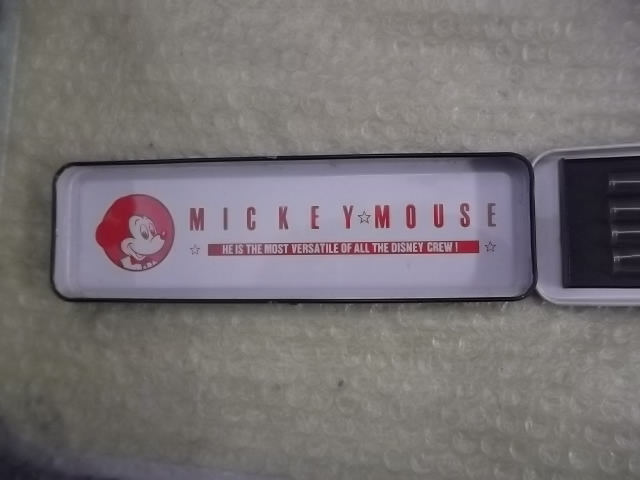 MICKEY☆MOUSE
☆ HE IS THE MOST VERSATILE OF ALL THE DISNEY CREW! ☆